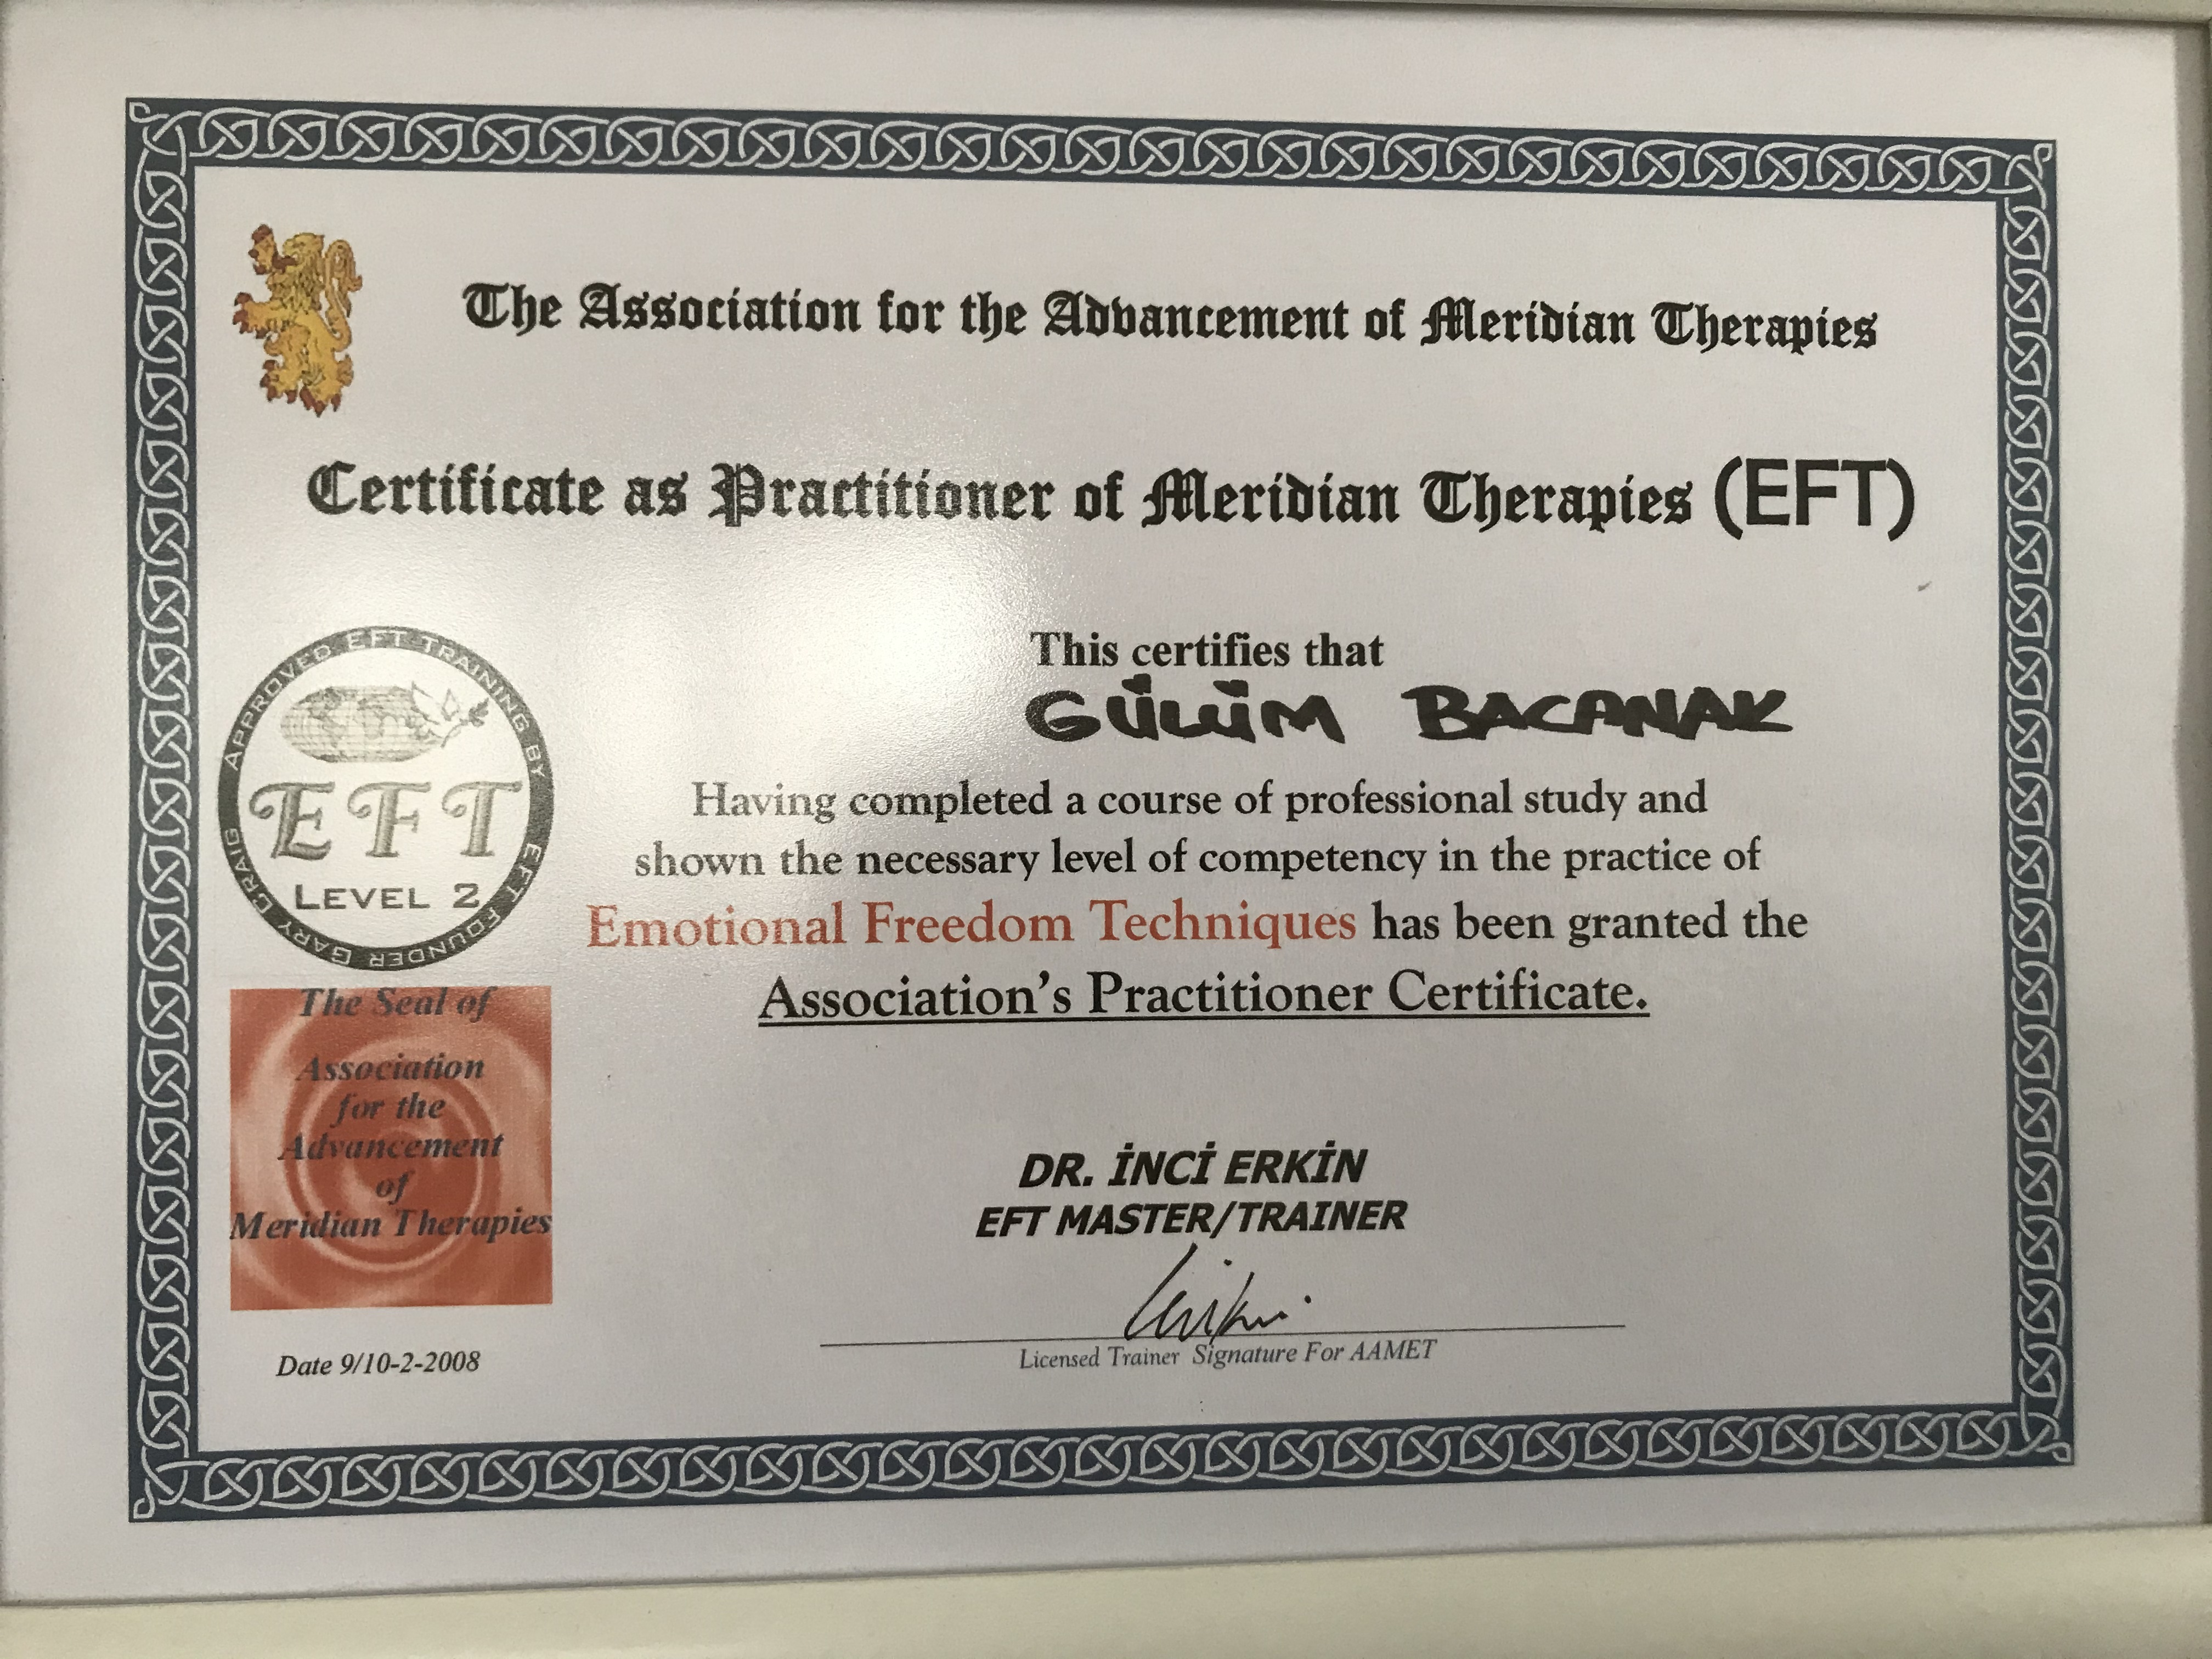 The Association for the Advancement of Meridian Therapies
Certificate as Practitioner of Meridian Therapies (EFT)
This certifies that
GÜLÜM BACANAK
Having completed a course of professional study and
shown the necessary level of competency in the practice of
Emotional Freedom Techniques has been granted the
Association's Practitioner Certificate.
APPROVED EFT TRAINING BY EFT FOUNDER GARY CRAIG
EFT
LEVEL 2
The Seal of
Association
for the
Advancement
of
Meridian Therapies
Date 9/10-2-2008
DR. İNCİ ERKİN
EFT MASTER/TRAINER
Licensed Trainer Signature For AAMET